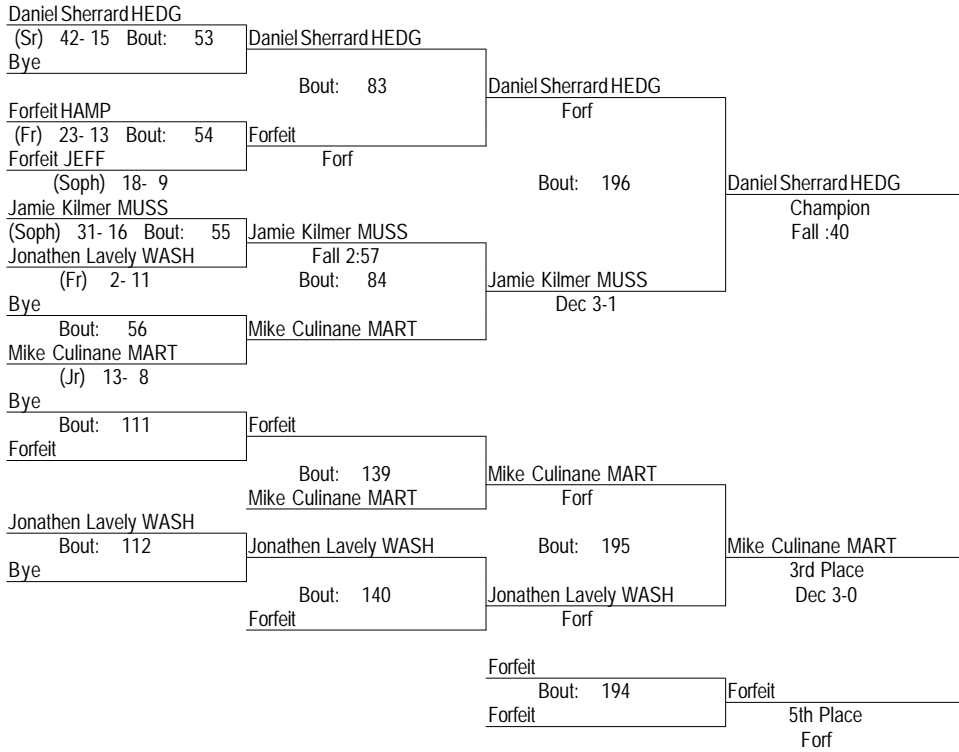 Daniel Sherrard HEDG
(Sr) 42- 15 Bout: 53 Daniel Sherrard HEDG
Bye
Bout: 83 Daniel Sherrard HEDG
Forfeit HAMP Forf
(Fr) 23- 13 Bout: 54 Forfeit
Forfeit JEFF Forf
(Soph) 18- 9 Bout: 196 Daniel Sherrard HEDG
Jamie Kilmer MUSS Champion
(Soph) 31- 16 Bout: 55 Jamie Kilmer MUSS Fall :40
Jonathen Lavely WASH Fall 2:57
(Fr) 2- 11 Bout: 84 Jamie Kilmer MUSS
Bye Dec 3-1
Bout: 56 Mike Culinane MART
Mike Culinane MART
(Jr) 13- 8
Bye
Bout: 111 Forfeit
Forfeit
Bout: 139 Mike Culinane MART
Mike Culinane MART Forf
Jonathen Lavely WASH
Bout: 112 Jonathen Lavely WASH Bout: 195 Mike Culinane MART
Bye 3rd Place
Bout: 140 Jonathen Lavely WASH Dec 3-0
Forfeit Forf
Forfeit
Bout: 194 Forfeit
Forfeit 5th Place
Forf